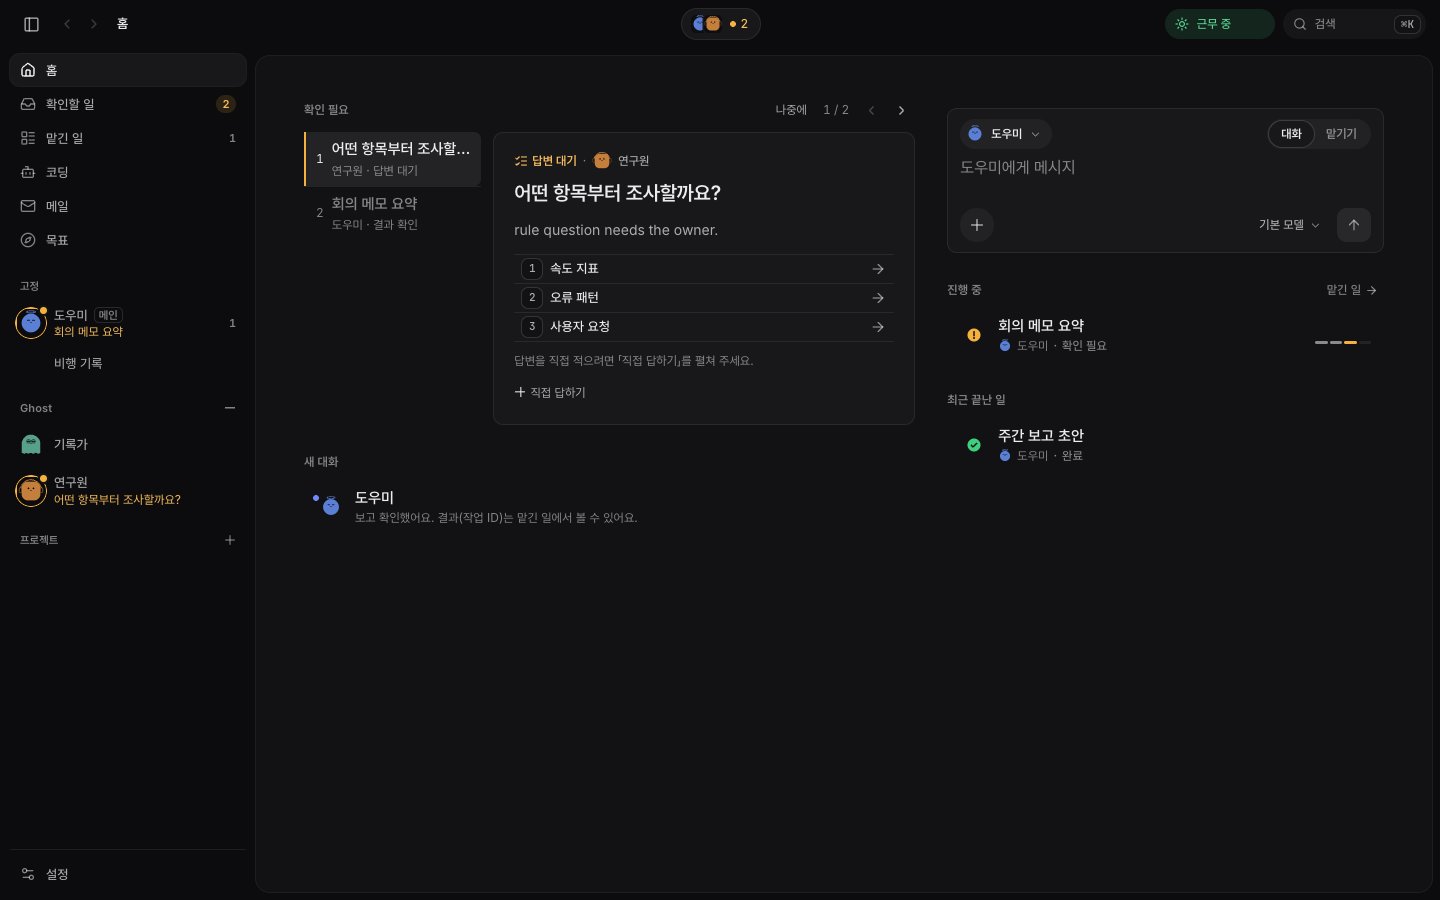 홈
2
근무 중
검색
⌘K
홈
확인할 일
2
맡긴 일
1
코딩
메일
목표
고정
도우미 메인
회의 메모 요약
1
비행 기록
Ghost
기록가
연구원
어떤 항목부터 조사할까요?
프로젝트
설정
확인 필요
나중에
1 / 2
1
어떤 항목부터 조사할...
연구원 · 답변 대기
2
회의 메모 요약
도우미 · 결과 확인
답변 대기 · 연구원
어떤 항목부터 조사할까요?
rule question needs the owner.
1 속도 지표
2 오류 패턴
3 사용자 요청
답변을 직접 적으려면 「직접 답하기」를 펼쳐 주세요.
직접 답하기
새 대화
도우미
보고 확인했어요. 결과(작업 ID)는 맡긴 일에서 볼 수 있어요.
도우미
대화
맡기기
도우미에게 메시지
기본 모델
진행 중
맡긴 일
회의 메모 요약
도우미 · 확인 필요
최근 끝난 일
주간 보고 초안
도우미 · 완료